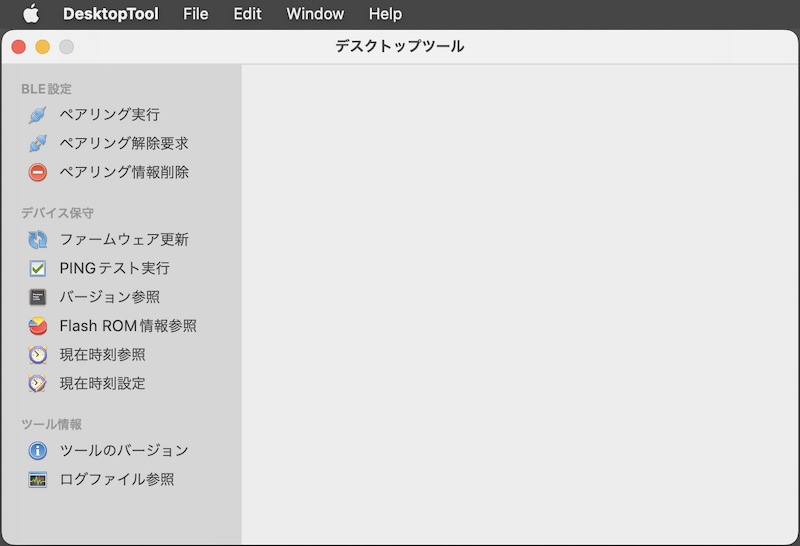 DesktopTool File Edit Window Help
デスクトップツール
BLE設定
ペアリング実行
ペアリング解除要求
ペアリング情報削除
デバイス保守
ファームウェア更新
PINGテスト実行
バージョン参照
Flash ROM情報参照
現在時刻参照
現在時刻設定
ツール情報
ツールのバージョン
ログファイル参照